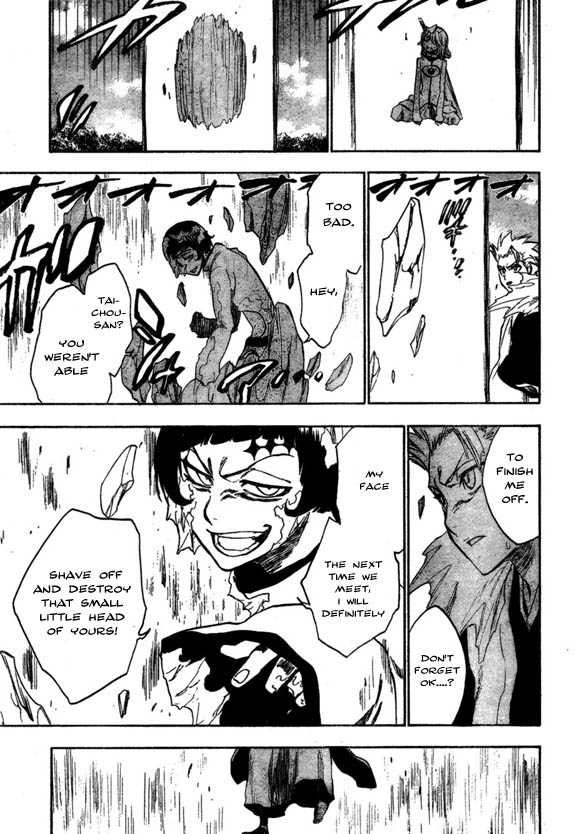 TOO
BAD.
HEY,
TAI-
CHOU-
SAN?
YOU
WEREN'T
ABLE
TO
FINISH
ME
OFF.
DON'T
FORGET
OK....?
MY
FACE
THE NEXT
TIME WE
MEET,
I WILL
DEFINITELY
SHAVE OFF
AND DESTROY
THAT SMALL
LITTLE HEAD
OF YOURS!